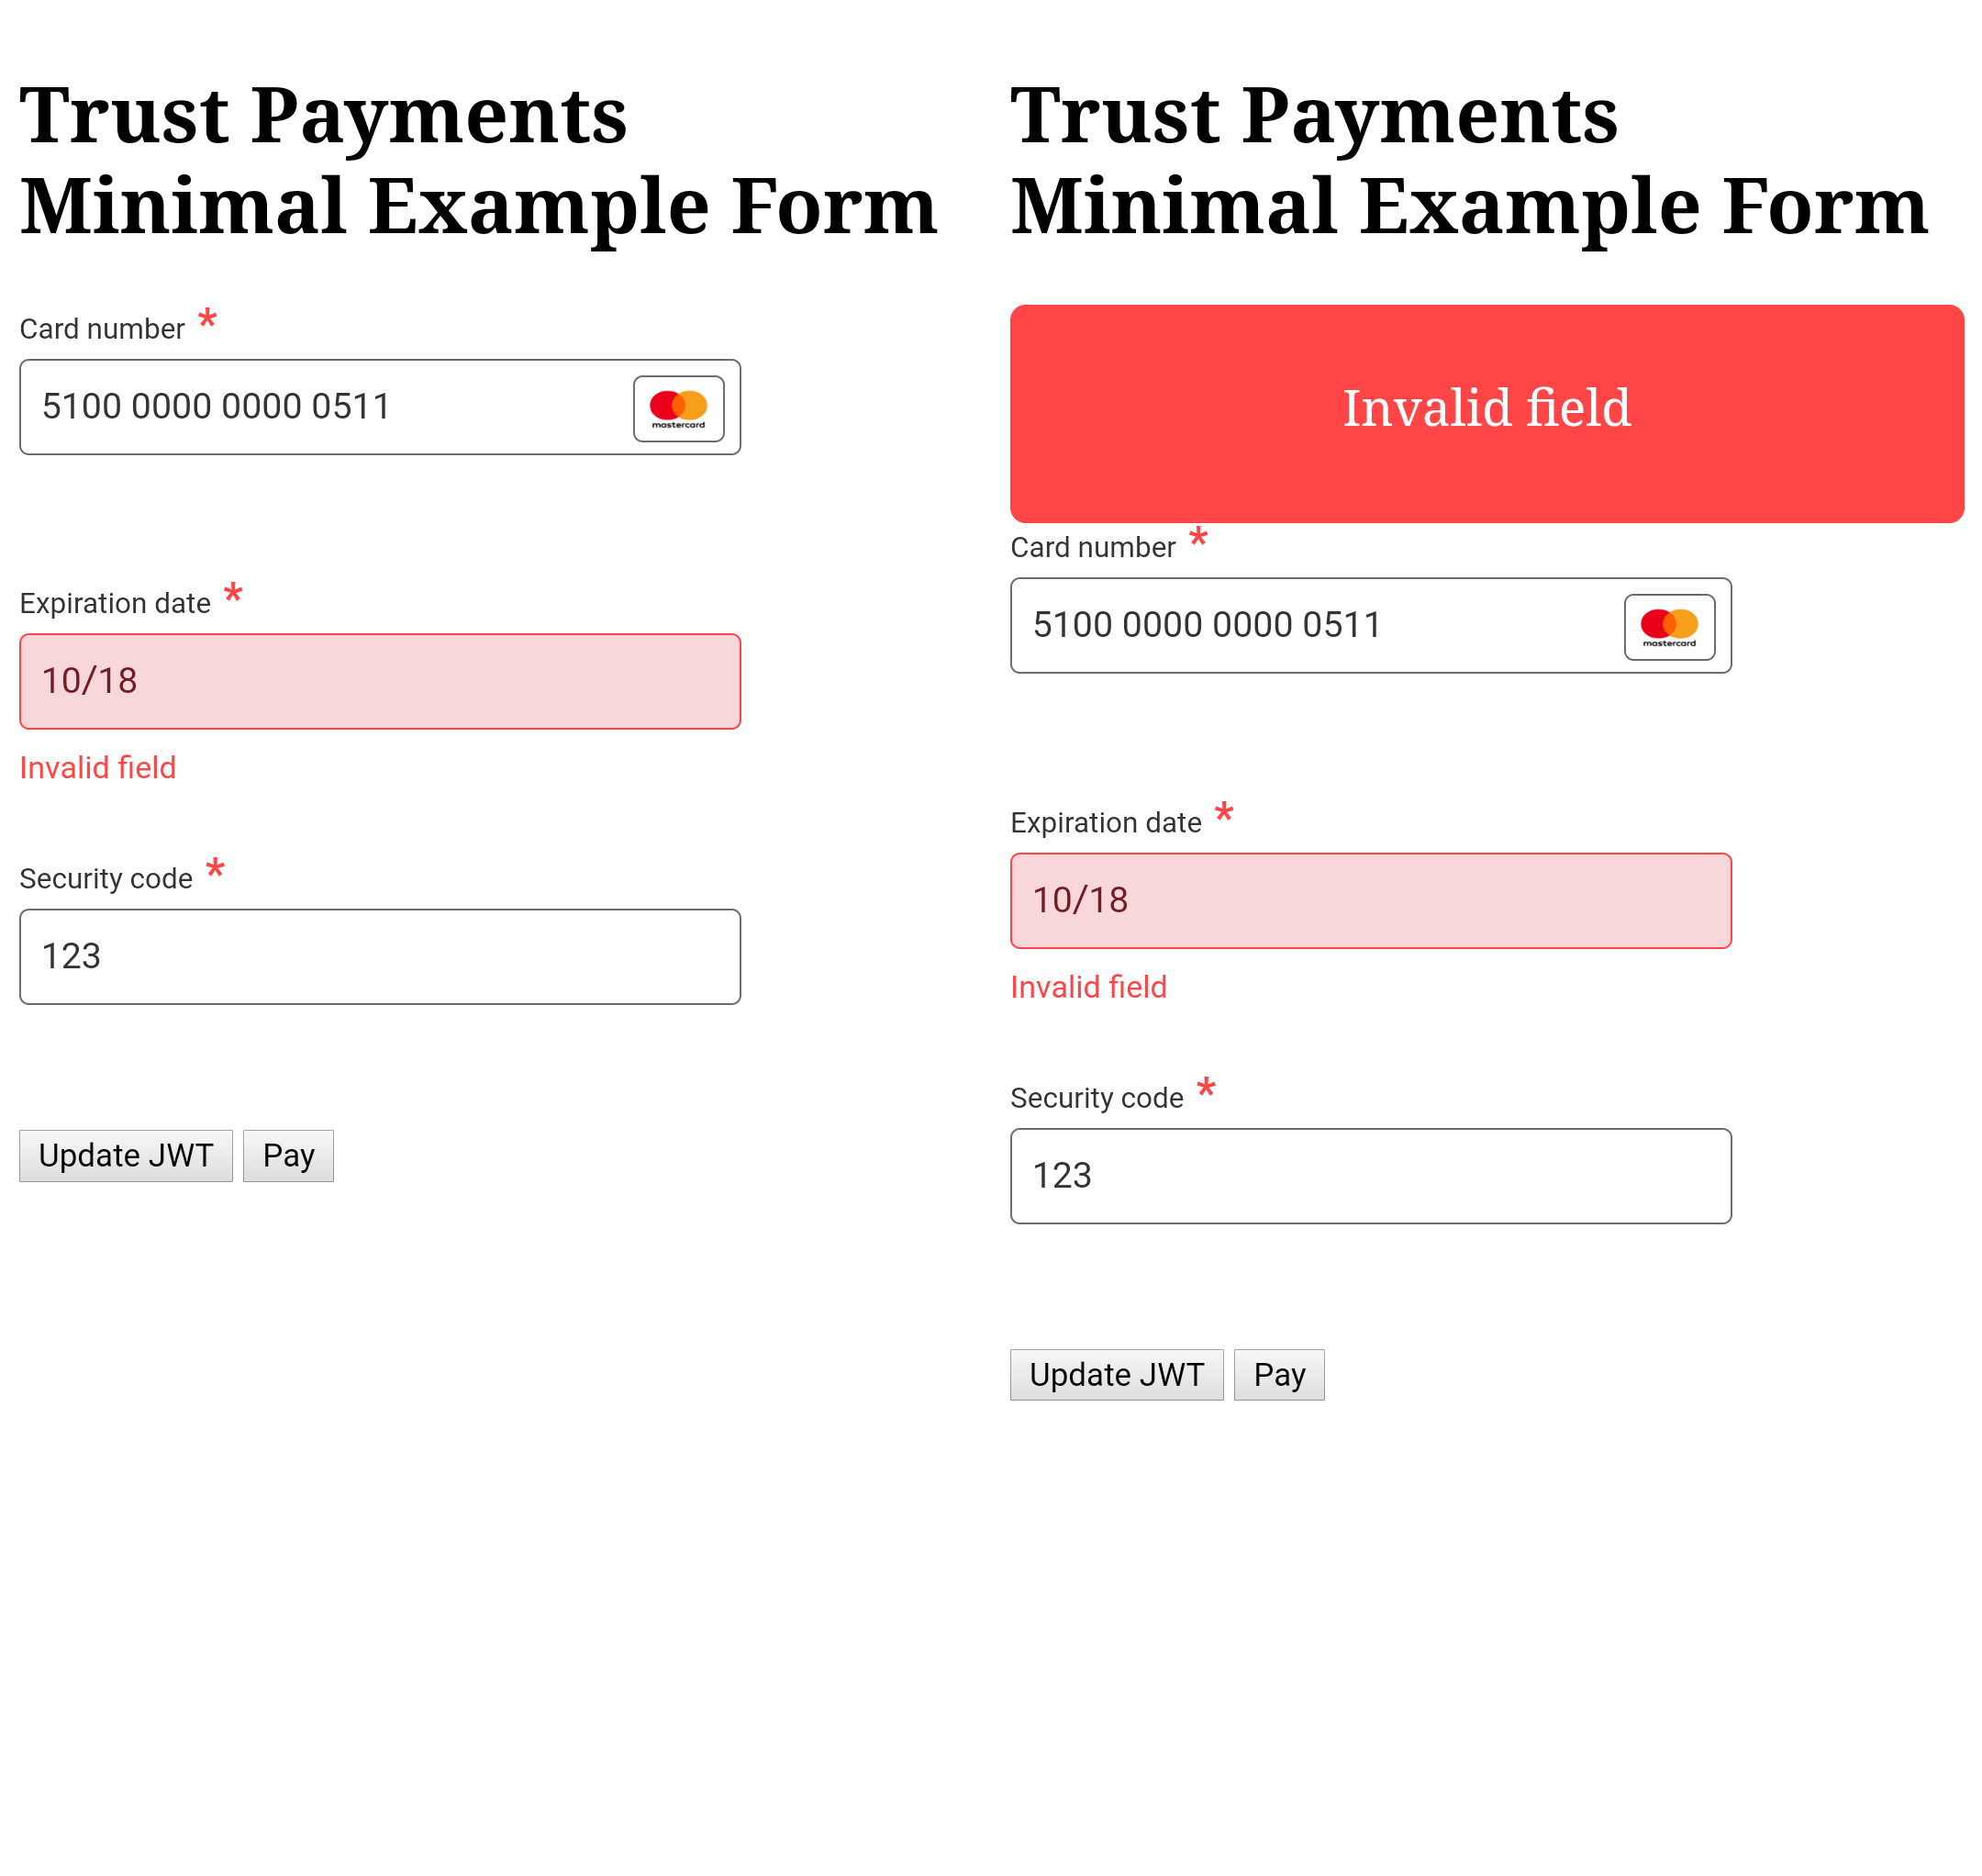 Trust Payments
Minimal Example Form
Card number *
5100 0000 0000 0511
mastercard
Expiration date *
10/18
Invalid field
Security code *
123
Update JWT
Pay
Trust Payments
Minimal Example Form
Invalid field
Card number *
5100 0000 0000 0511
mastercard
Expiration date *
10/18
Invalid field
Security code *
123
Update JWT
Pay